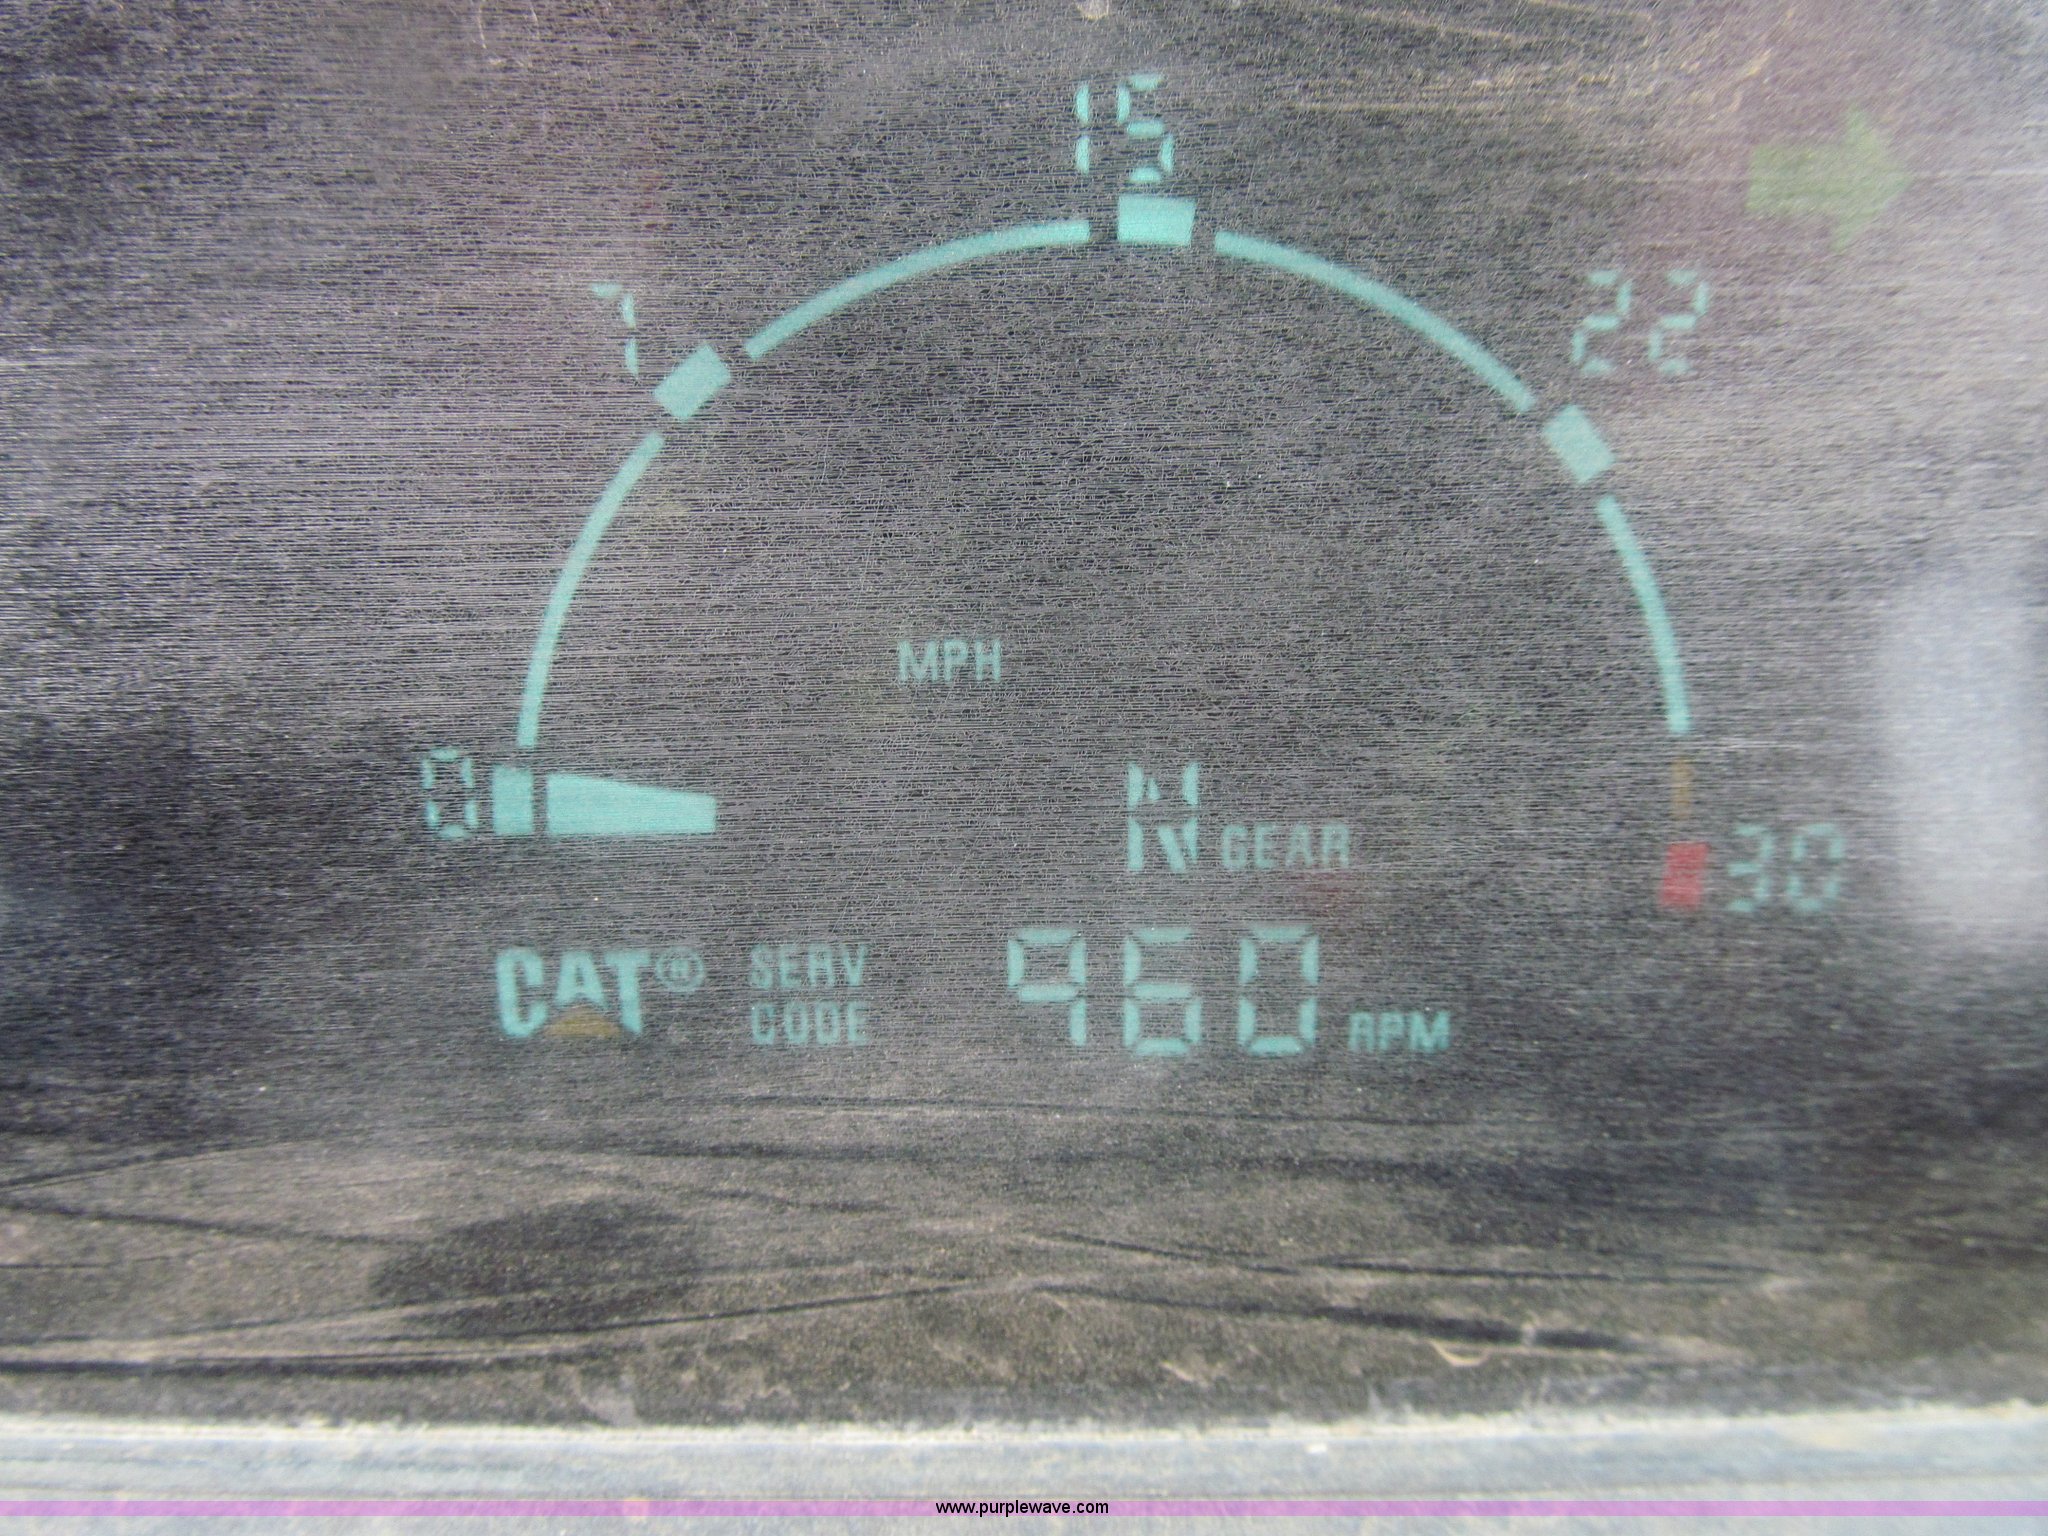 15
7
22
MPH
0
N GEAR
30
CAT®
SERV
CODE
960 RPM
www.purplewave.com